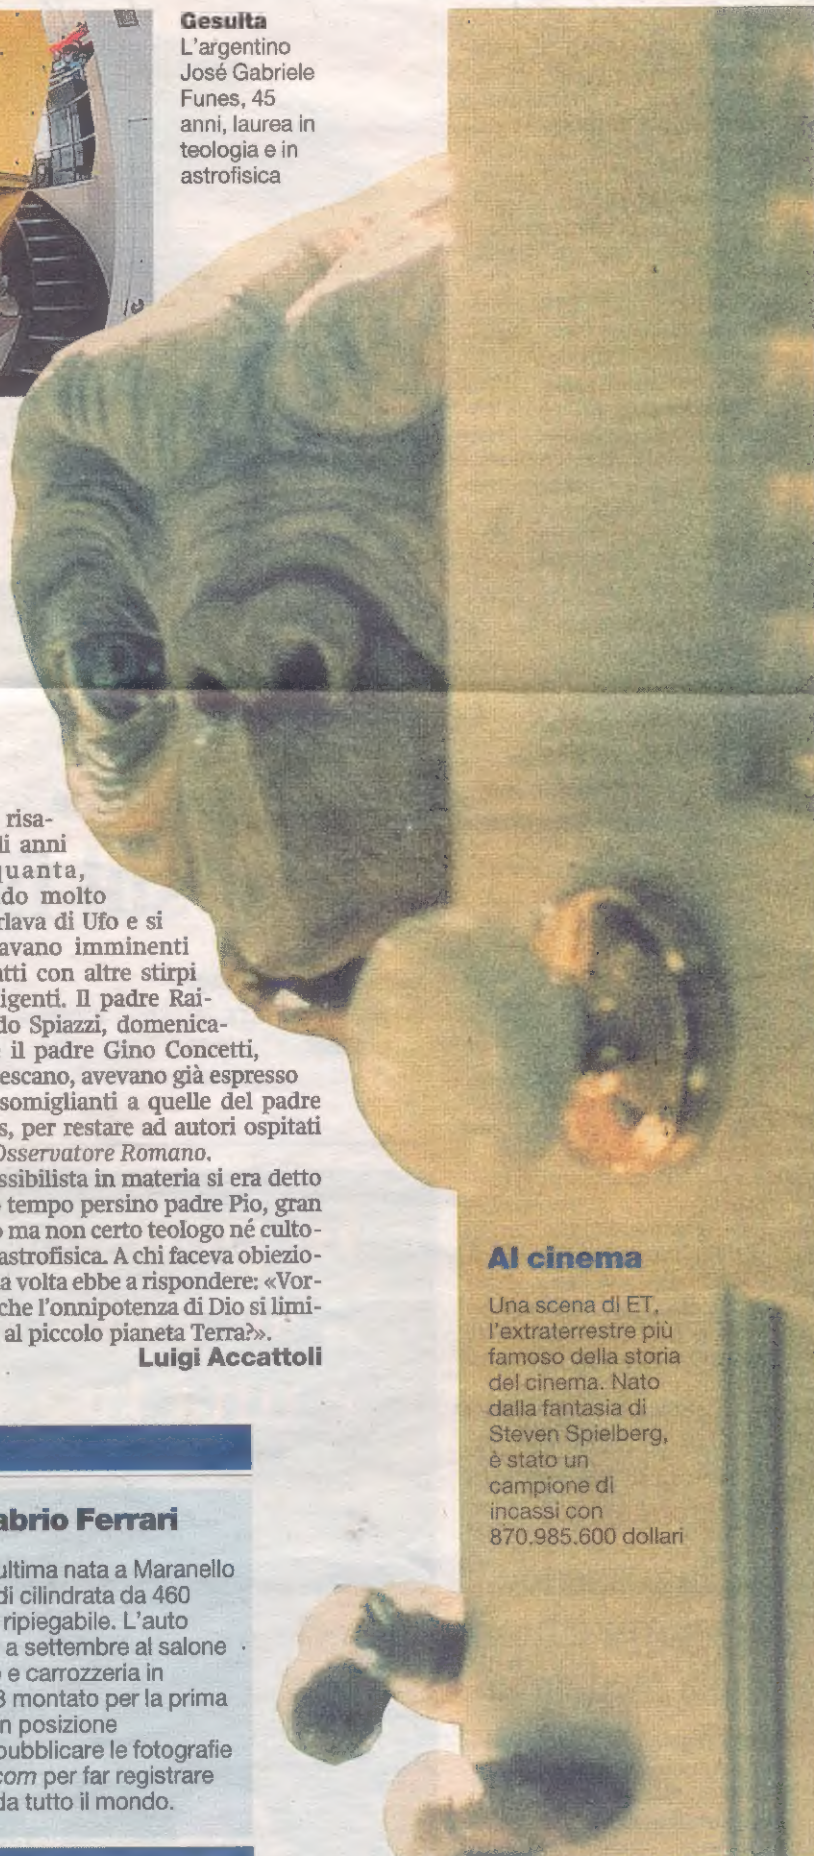 Gesuita
L'argentino
José Gabriele
Funes, 45
anni, laurea in
teologia e in
astrofisica
risa-
li anni
quanta,
do molto
rlava di Ufo e si
avano imminenti
atti con altre stirpi
igenti. Il padre Rai-
do Spiazzi, domenica-
il padre Gino Concetti,
escano, avevano già espresso
somiglianti a quelle del padre
s, per restare ad autori ospitati
Osservatore Romano.
ssibilista in materia si era detto
tempo persino padre Pio, gran
o ma non certo teologo né culto-
astrofisica. A chi faceva obiezio-
a volta ebbe a rispondere: «Vor-
che l'onnipotenza di Dio si limi-
al piccolo pianeta Terra?».
Luigi Accattoli
abrio Ferrari
ultima nata a Maranello
di cilindrata da 460
ripiegabile. L'auto
a settembre al salone
o e carrozzeria in
8 montato per la prima
in posizione
pubblicare le fotografie
com per far registrare
da tutto il mondo.
Al cinema
Una scena di ET,
l'extraterrestre più
famoso della storia
del cinema. Nato
dalla fantasia di
Steven Spielberg,
è stato un
campione di
incassi con
870.985.600 dollari